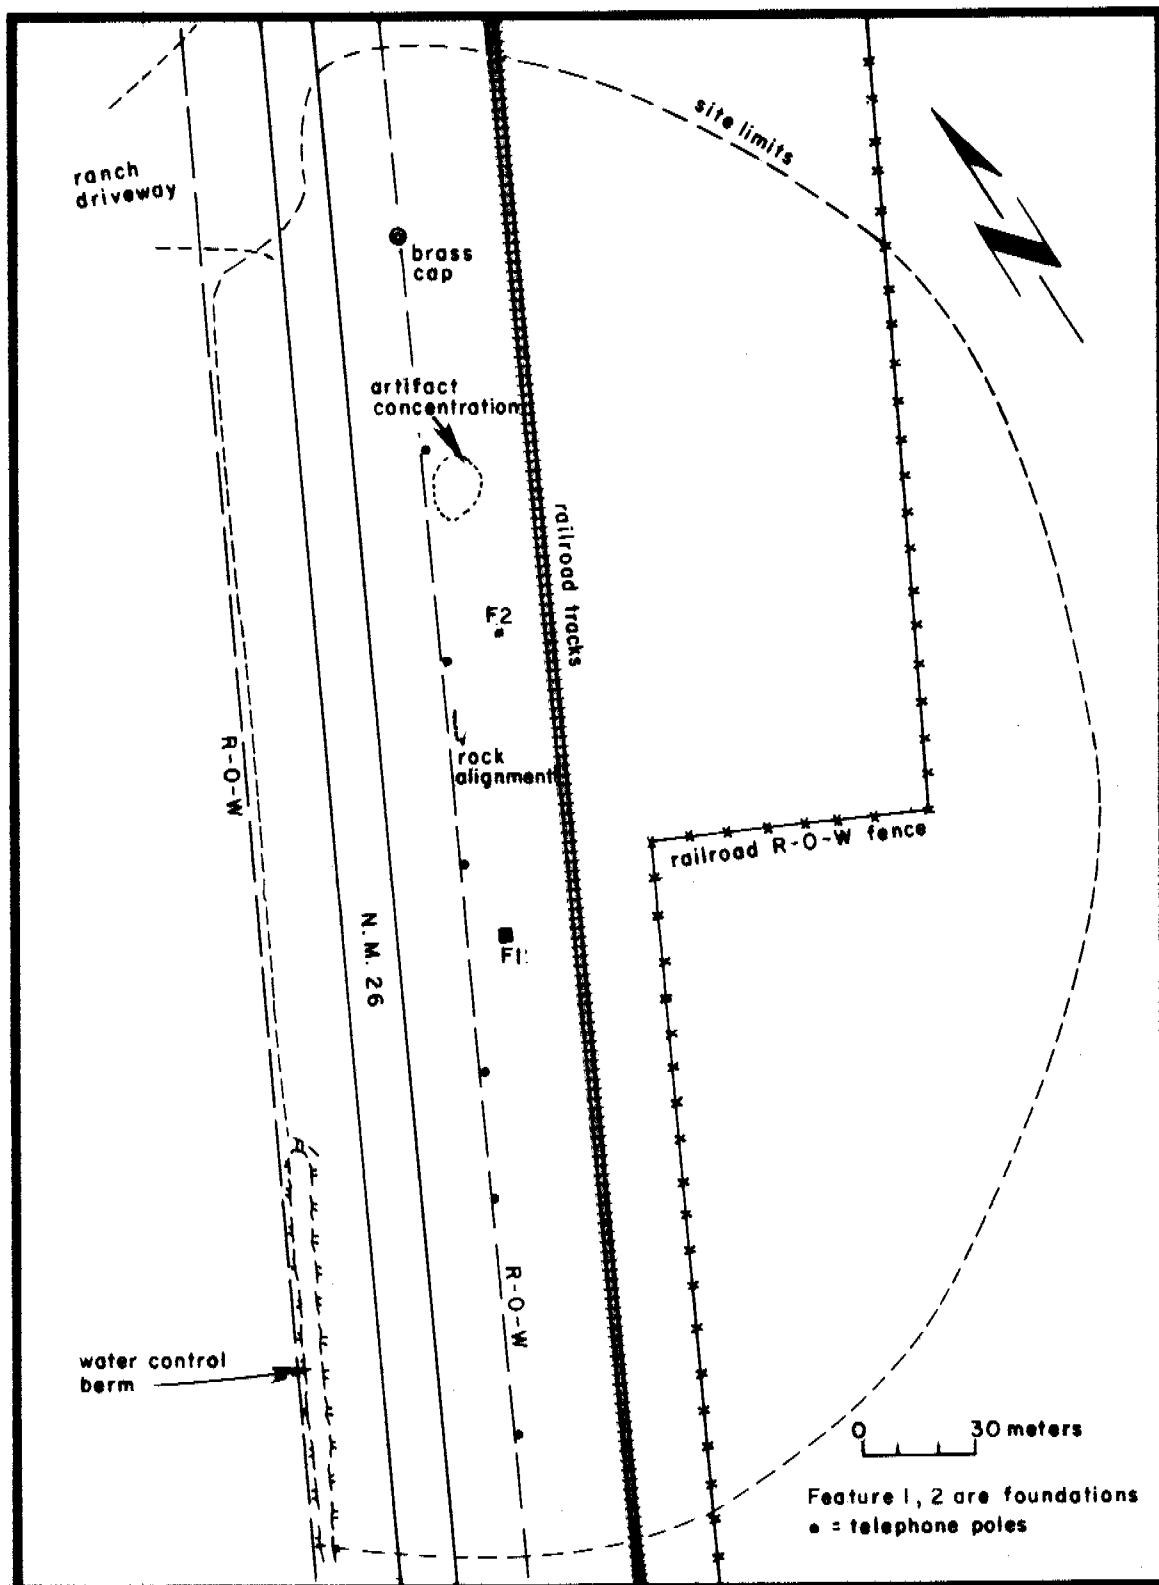 site limits
ranch
driveway
brass
cap
artifact
concentration
railroad tracks
F2
rock
alignment
R-O-W
railroad R-O-W fence
N.M. 26
F1
R-O-W
water control
berm
0 30 meters
Feature 1, 2 are foundations
• = telephone poles